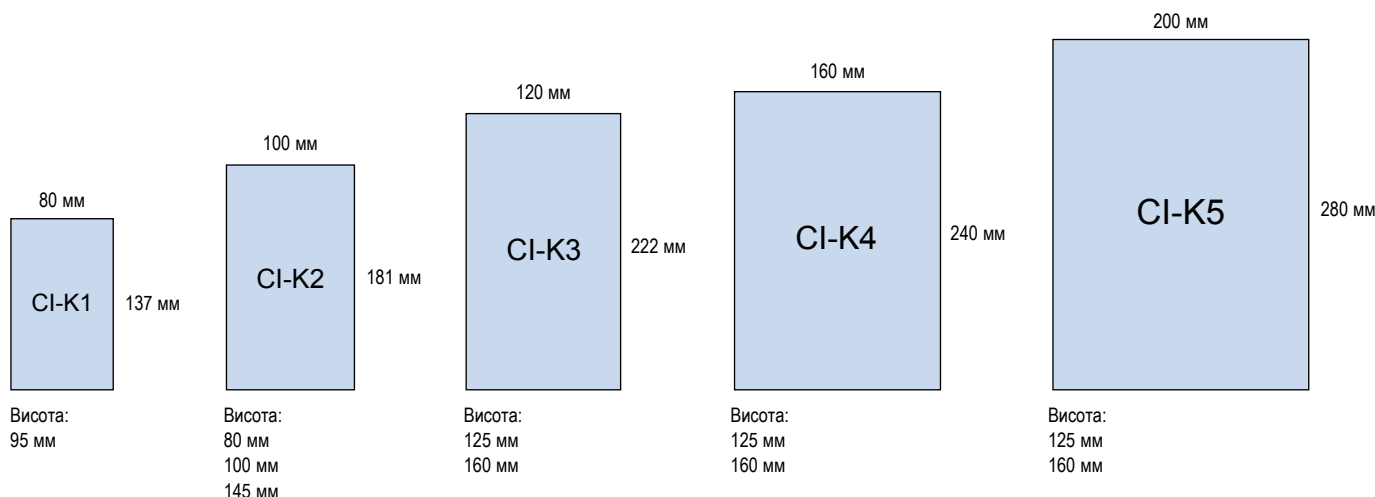 80 мм
CI-K1
137 мм
Висота:
95 мм
100 мм
CI-K2
181 мм
Висота:
80 мм
100 мм
145 мм
120 мм
CI-K3
222 мм
Висота:
125 мм
160 мм
160 мм
CI-K4
240 мм
Висота:
125 мм
160 мм
200 мм
CI-K5
280 мм
Висота:
125 мм
160 мм